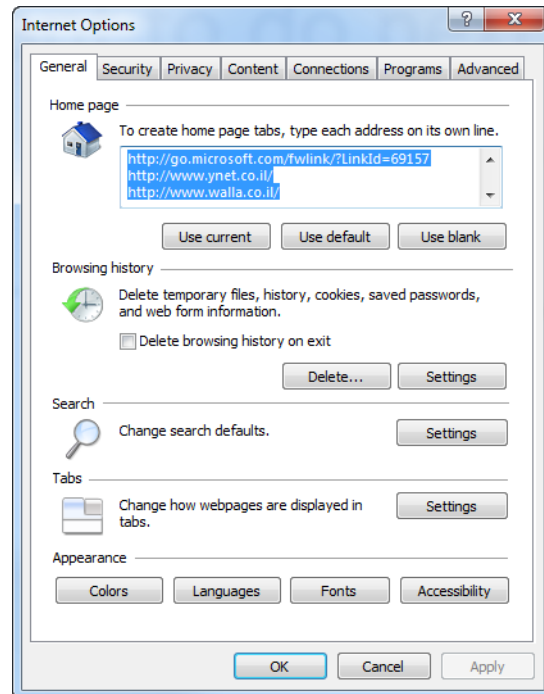 Internet Options
General Security Privacy Content Connections Programs Advanced
Home page
To create home page tabs, type each address on its own line.
http://go.microsoft.com/fwlink/?LinkId=69157
http://www.ynet.co.il/
http://www.walla.co.il/
Use current Use default Use blank
Browsing history
Delete temporary files, history, cookies, saved passwords,
and web form information.
Delete browsing history on exit
Delete... Settings
Search
Change search defaults.
Settings
Tabs
Change how webpages are displayed in
tabs.
Settings
Appearance
Colors Languages Fonts Accessibility
OK Cancel Apply